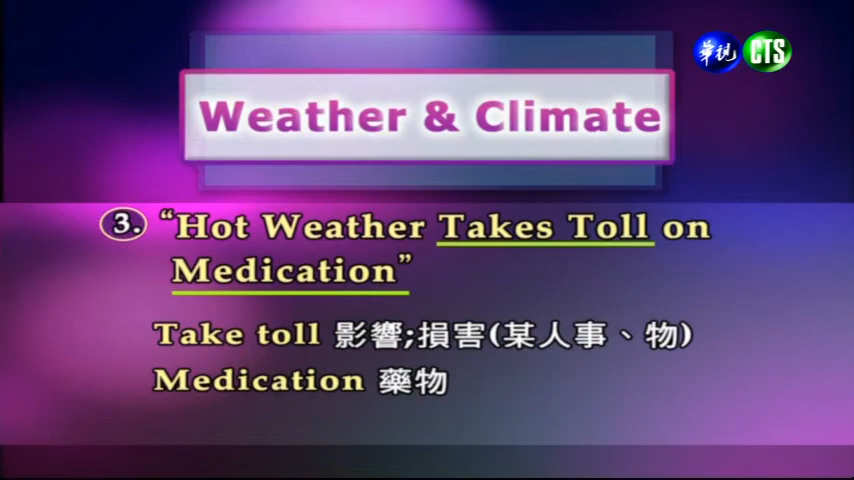 華視 CTS
Weather & Climate
3. “Hot Weather Takes Toll on
Medication”
Take toll 影響;損害(某人事、物)
Medication 藥物